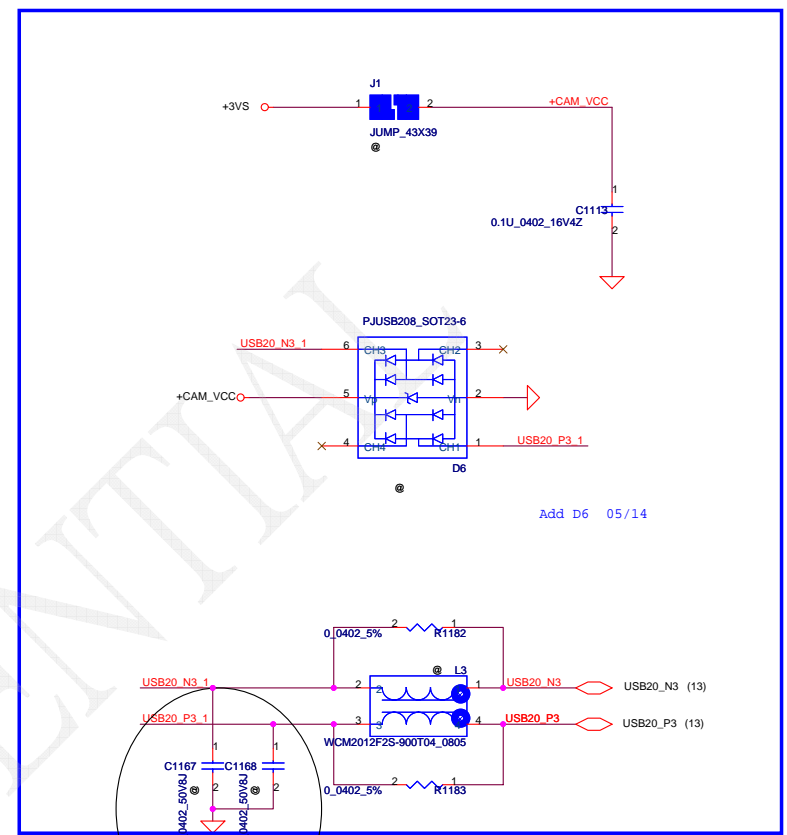 J1
+3VS 1 1 2 2 +CAM_VCC
JUMP_43X39
@
1
C1113
0.1U_0402_16V4Z
2
PJUSB208_SOT23-6
USB20_N3_1 6 CH3 CH2 3
+CAM_VCC 5 Vp Vn 2
4 CH4 CH1 1 USB20_P3_1
D6
@
Add D6 05/14
2 1
0_0402_5% R1182
@ L3
USB20_N3_1 2 2 1 USB20_N3 USB20_N3 (13)
USB20_P3_1 3 3 4 USB20_P3 USB20_P3 (13)
WCM2012F2S-900T04_0805
1 1
C1167 C1168
2 @ 2 @
0402_50V8J 0402_50V8J
2 1
0_0402_5% R1183
ENTIAL